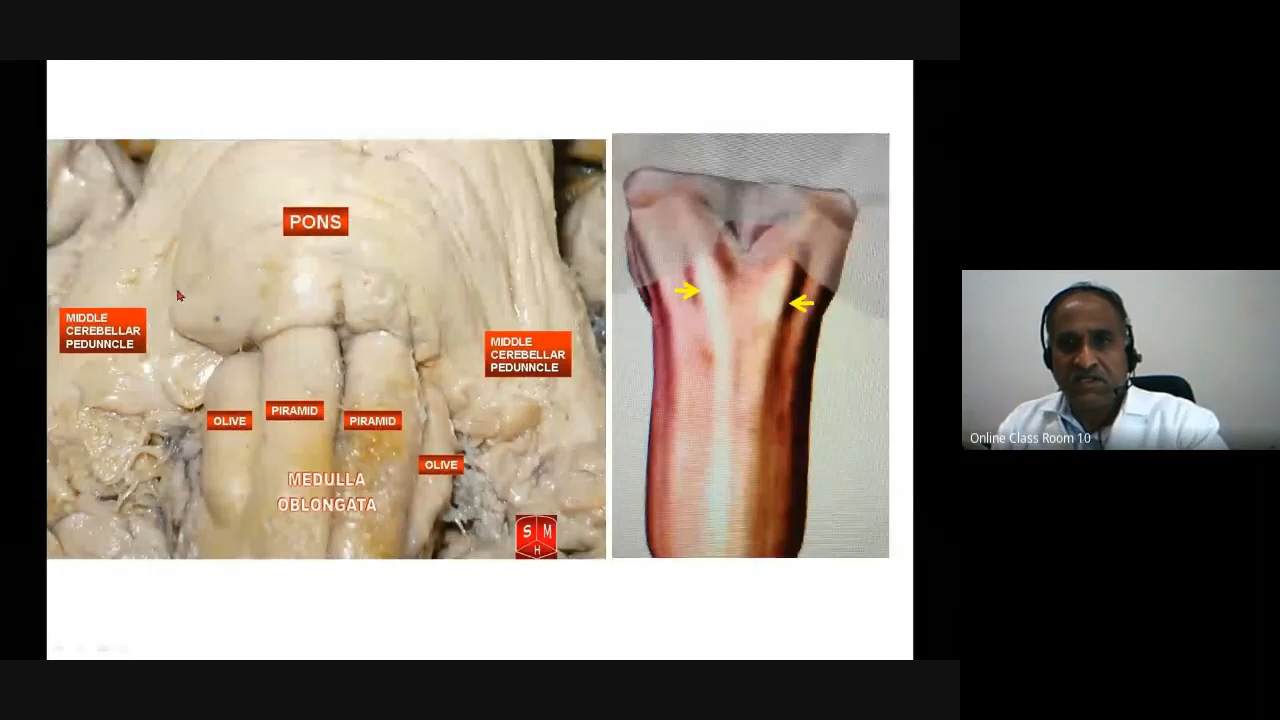 PONS
MIDDLE
CEREBELLAR
PEDUNNCLE
MIDDLE
CEREBELLAR
PEDUNNCLE
OLIVE
PIRAMID
PIRAMID
OLIVE
MEDULLA
OBLONGATA
S M
H
Online Class Room 10